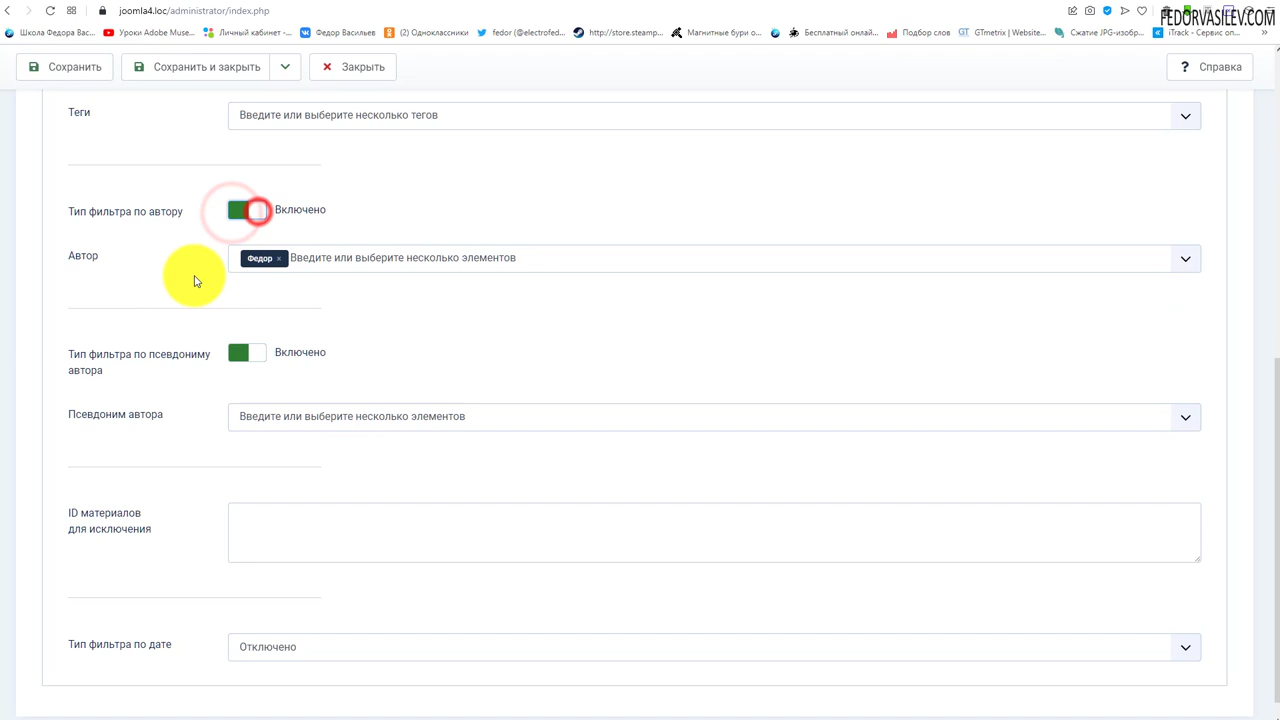 joomla4.loc/administrator/index.php
FEDORVASILEV.COM
Школа Федора Вас...
Уроки Adobe Muse...
Личный кабинет -...
Федор Васильев
(2) Одноклассники
fedor (@electrofed...
http://store.steamp...
Магнитные бури о...
Бесплатный онлай...
Подбор слов
GTmetrix | Website...
Сжатие JPG-изобр...
iTrack - Сервис оп...
Сохранить
Сохранить и закрыть
Закрыть
Справка
Теги
Введите или выберите несколько тегов
Тип фильтра по автору
Включено
Автор
Федор ×
Введите или выберите несколько элементов
Тип фильтра по псевдониму
автора
Включено
Псевдоним автора
Введите или выберите несколько элементов
ID материалов
для исключения
Тип фильтра по дате
Отключено